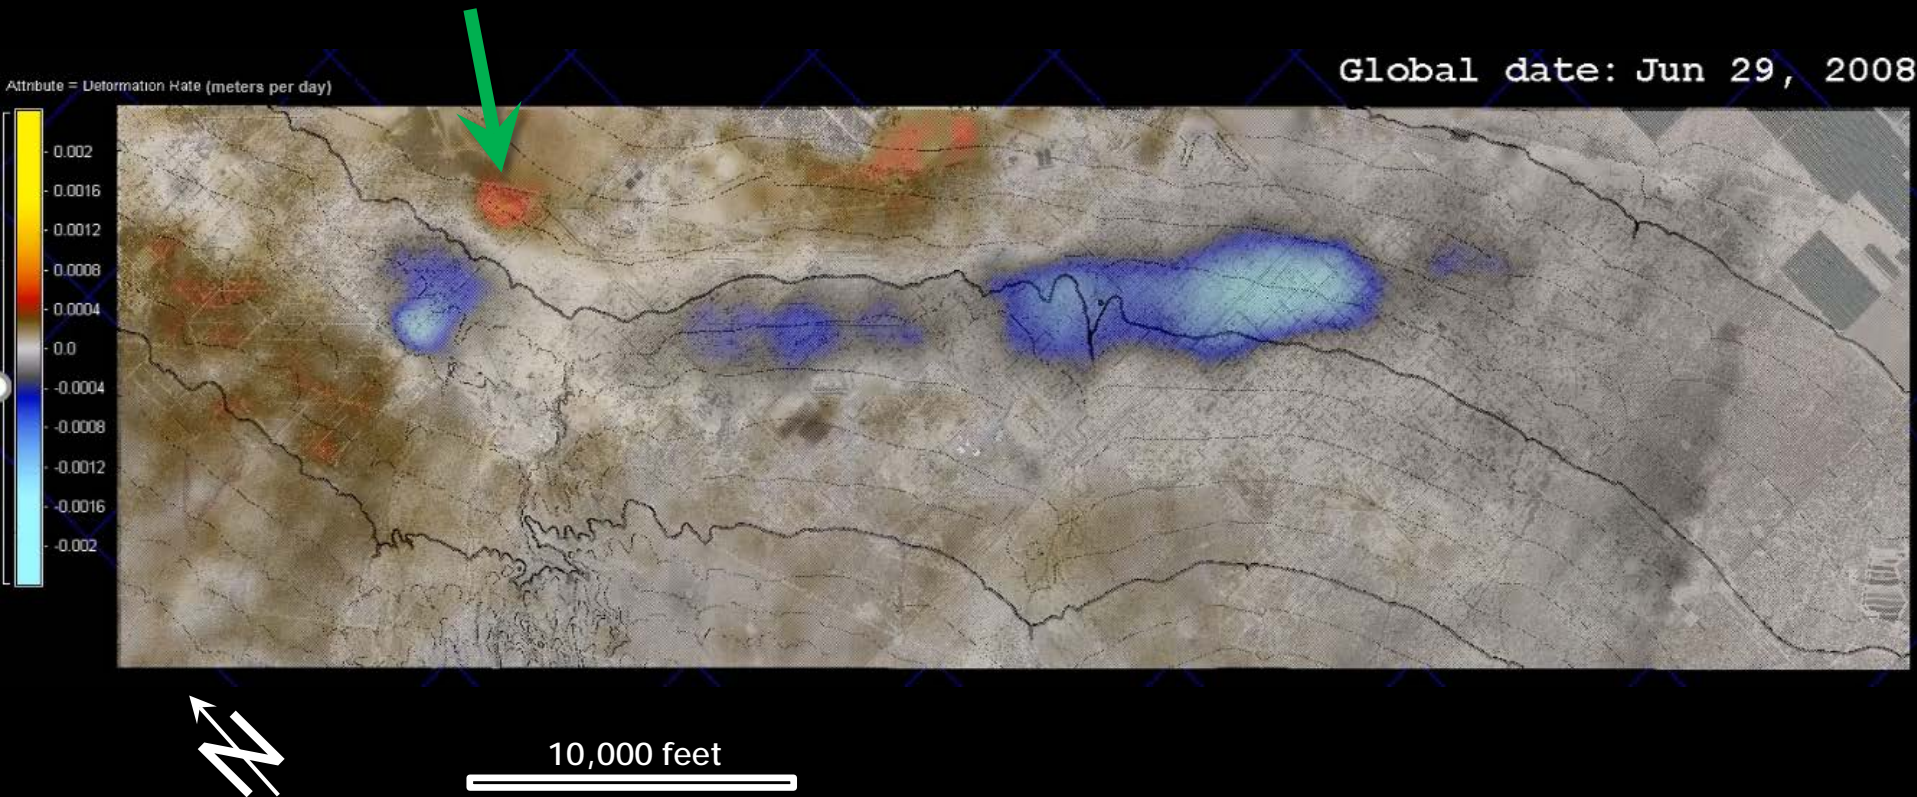 Global date: Jun 29, 2008
Attribute = Deformation Rate (meters per day)
0.002
0.0016
0.0012
0.0008
0.0004
0.0
-0.0004
-0.0008
-0.0012
-0.0016
-0.002
N
10,000 feet